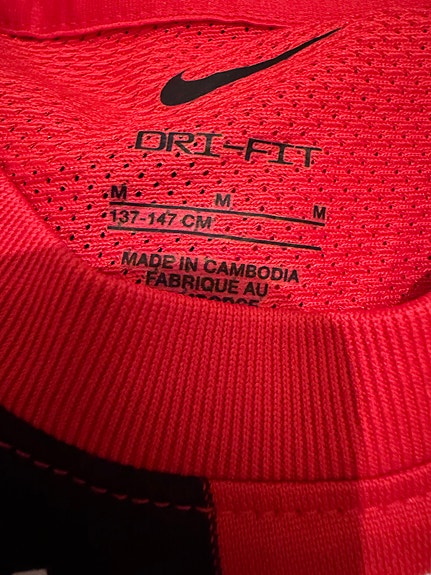 DRI-FIT
M M M
137-147 CM
MADE IN CAMBODIA
FABRIQUE AU